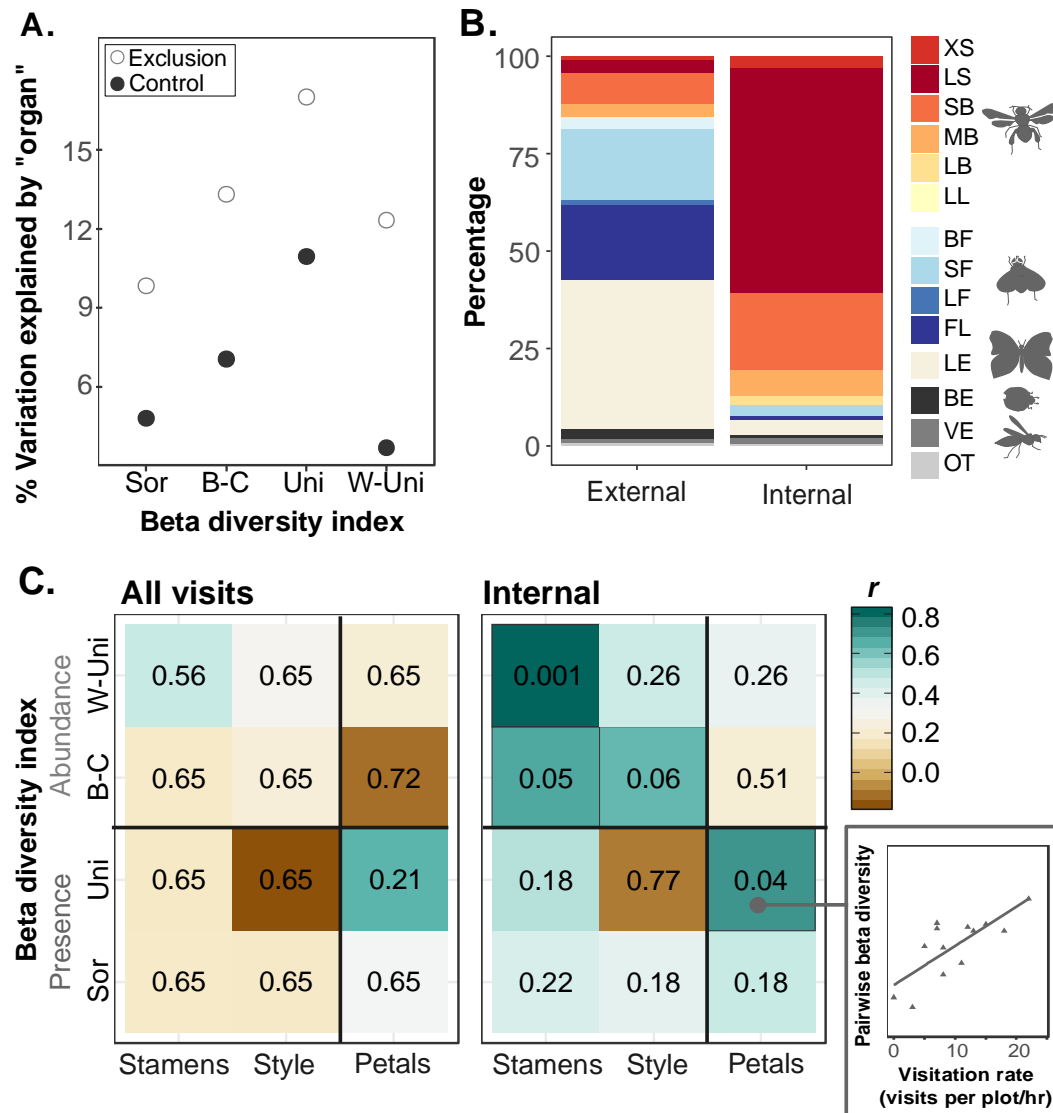 A.
Exclusion
Control
% Variation explained by "organ"
15
12
9
6
Sor B-C Uni W-Uni
Beta diversity index
B.
Percentage
100
75
50
25
0
External Internal
XS
LS
SB
MB
LB
LL
BF
SF
LF
FL
LE
BE
VE
OT
C.
All visits
Internal
r
0.8
0.6
0.4
0.2
0.0
Beta diversity index
Abundance
Presence
W-Uni
0.56 0.65 0.65
0.001 0.26 0.26
B-C
0.65 0.65 0.72
0.05 0.06 0.51
Uni
0.65 0.65 0.21
0.18 0.77 0.04
Sor
0.65 0.65 0.65
0.22 0.18 0.18
Stamens Style Petals
Stamens Style Petals
Pairwise beta diversity
0 10 20
Visitation rate
(visits per plot/hr)